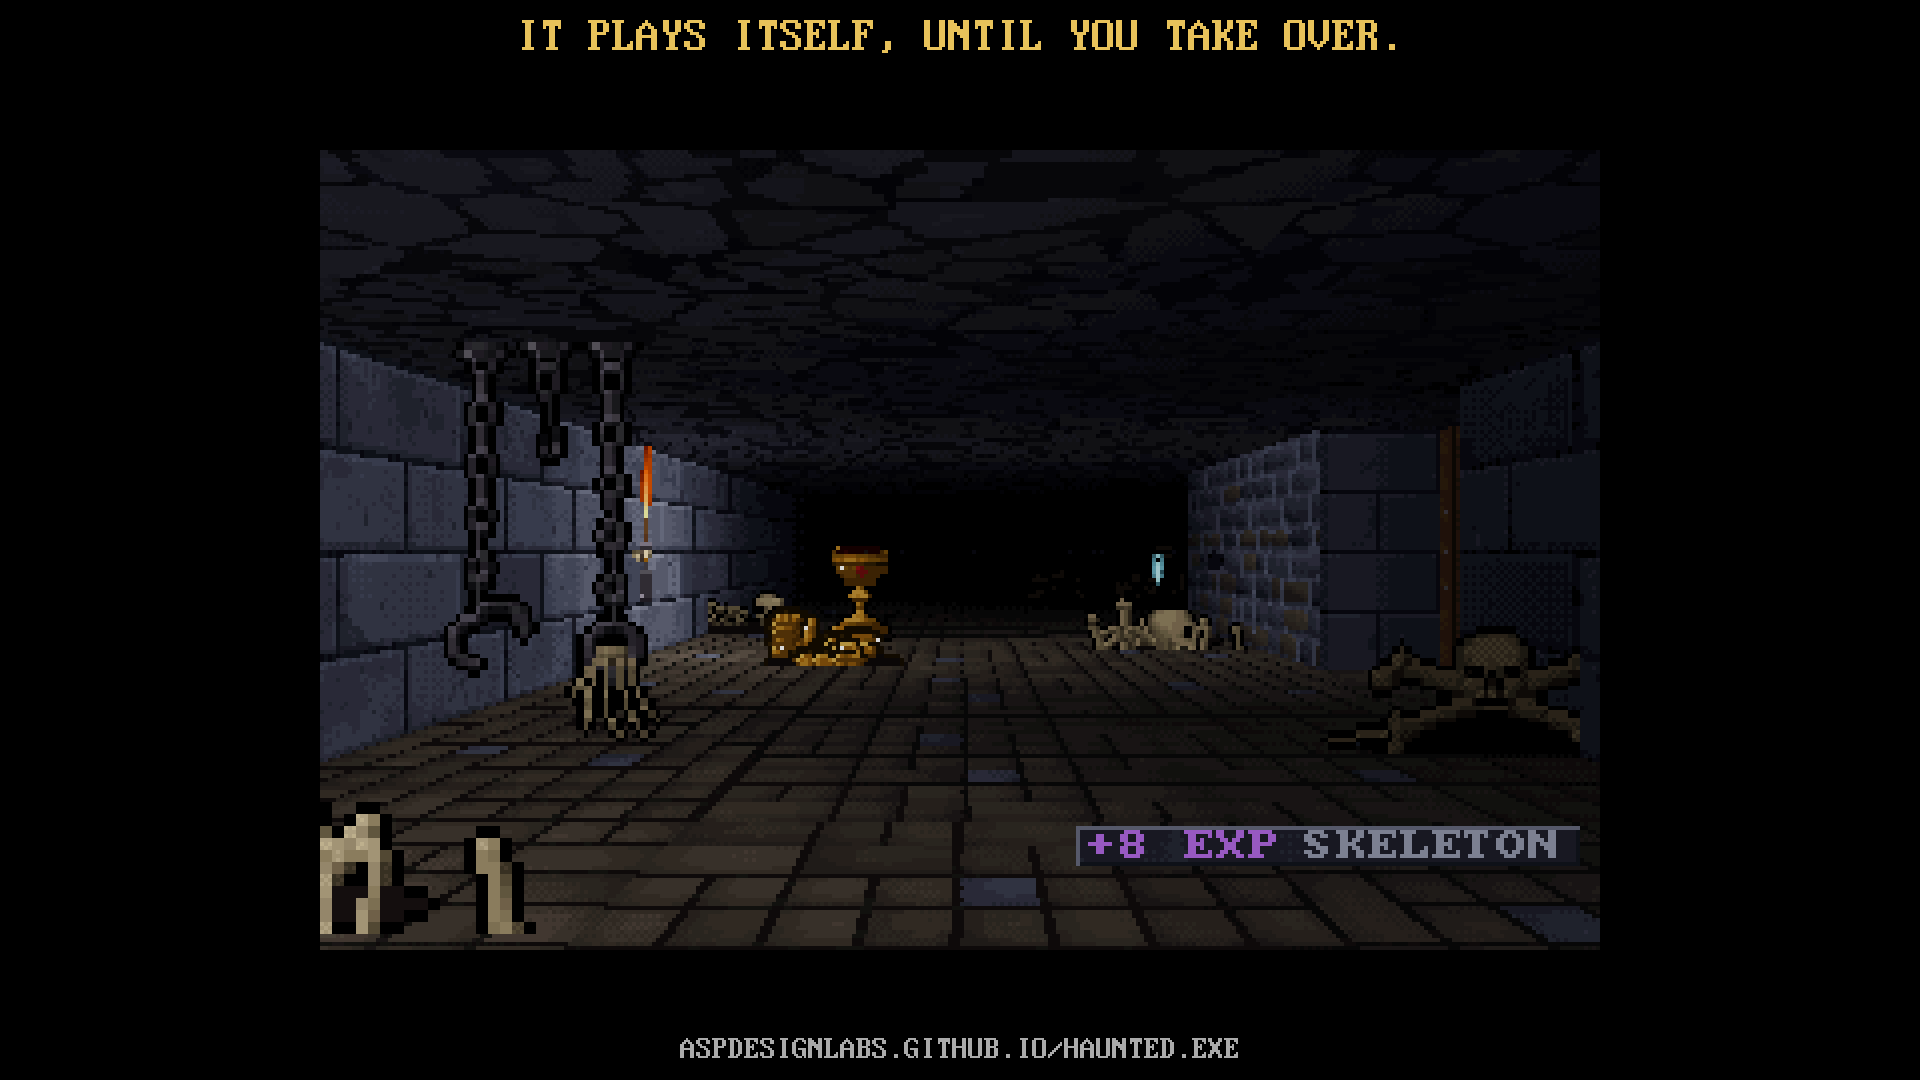 IT PLAYS ITSELF, UNTIL YOU TAKE OVER.
+8 EXP SKELETON
ASPDESIGNLABS.GITHUB.IO/HAUNTED.EXE